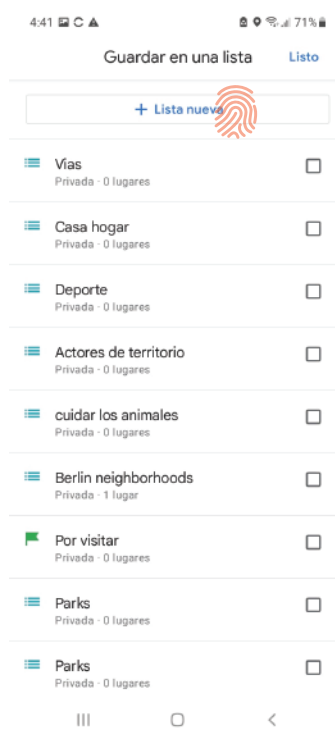 4:41 71%
Guardar en una lista Listo
+ Lista nueva
Vias
Privada · 0 lugares
Casa hogar
Privada · 0 lugares
Deporte
Privada · 0 lugares
Actores de territorio
Privada · 0 lugares
cuidar los animales
Privada · 0 lugares
Berlin neighborhoods
Privada · 1 lugar
Por visitar
Privada · 0 lugares
Parks
Privada · 0 lugares
Parks
Privada · 0 lugares